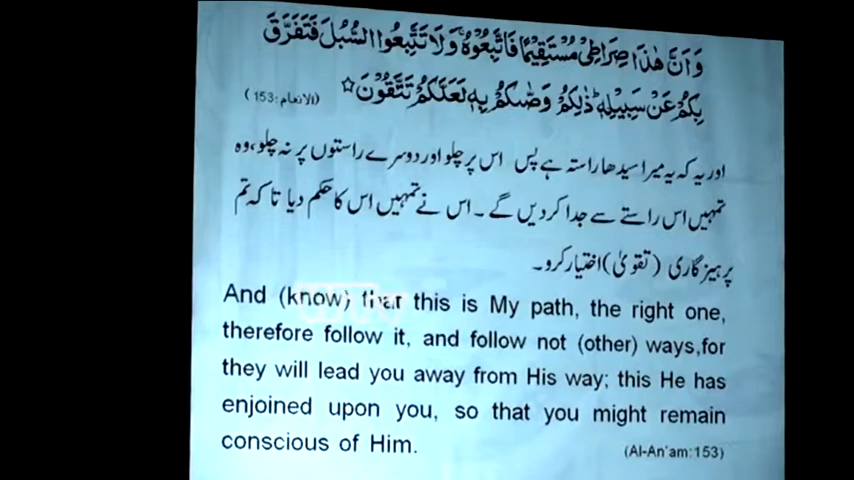 وَاَنَّ هٰذَا صِرَاطِیْ مُسْتَقِیْمًا فَاتَّبِعُوْهُ ۚ وَلَا تَتَّبِعُوا السُّبُلَ فَتَفَرَّقَ
بِکُمْ عَنْ سَبِیْلِهٖ ؕ ذٰلِکُمْ وَصّٰکُمْ بِهٖ لَعَلَّکُمْ تَتَّقُوْنَ ☆ (الانعام:153)
اور یہ کہ یہ میرا سیدھا راستہ ہے پس اس پر چلو اور دوسرے راستوں پر نہ چلو، وہ
تمہیں اس راستے سے جدا کر دیں گے ۔ اس نے تمہیں اس کا حکم دیا تا کہ تم
پرہیز گاری (تقویٰ) اختیار کرو۔
And (know) that this is My path, the right one,
therefore follow it, and follow not (other) ways,for
they will lead you away from His way; this He has
enjoined upon you, so that you might remain
conscious of Him. (Al-An'am:153)